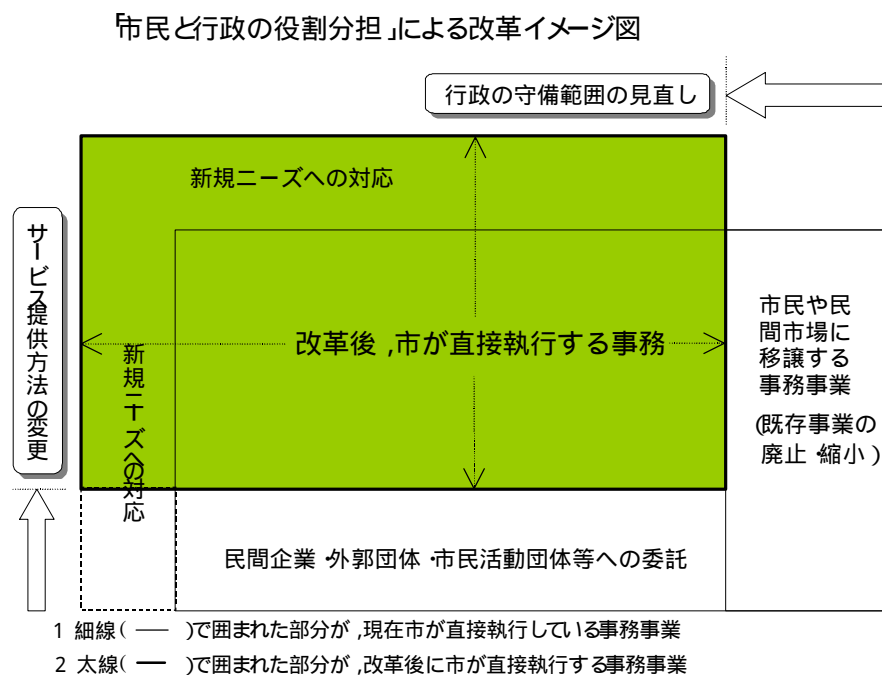 「市民と行政の役割分担」による改革イメージ図
行政の守備範囲の見直し
新規ニーズへの対応
サービス提供方法の変更
新規ニーズへの対応
改革後,市が直接執行する事務
市民や民
間市場に
移譲する
事務事業
(既存事業の
廃止・縮小)
民間企業・外郭団体・市民活動団体等への委託
1 細線( ― )で囲まれた部分が,現在市が直接執行している事務事業
2 太線( ― )で囲まれた部分が,改革後に市が直接執行する事務事業